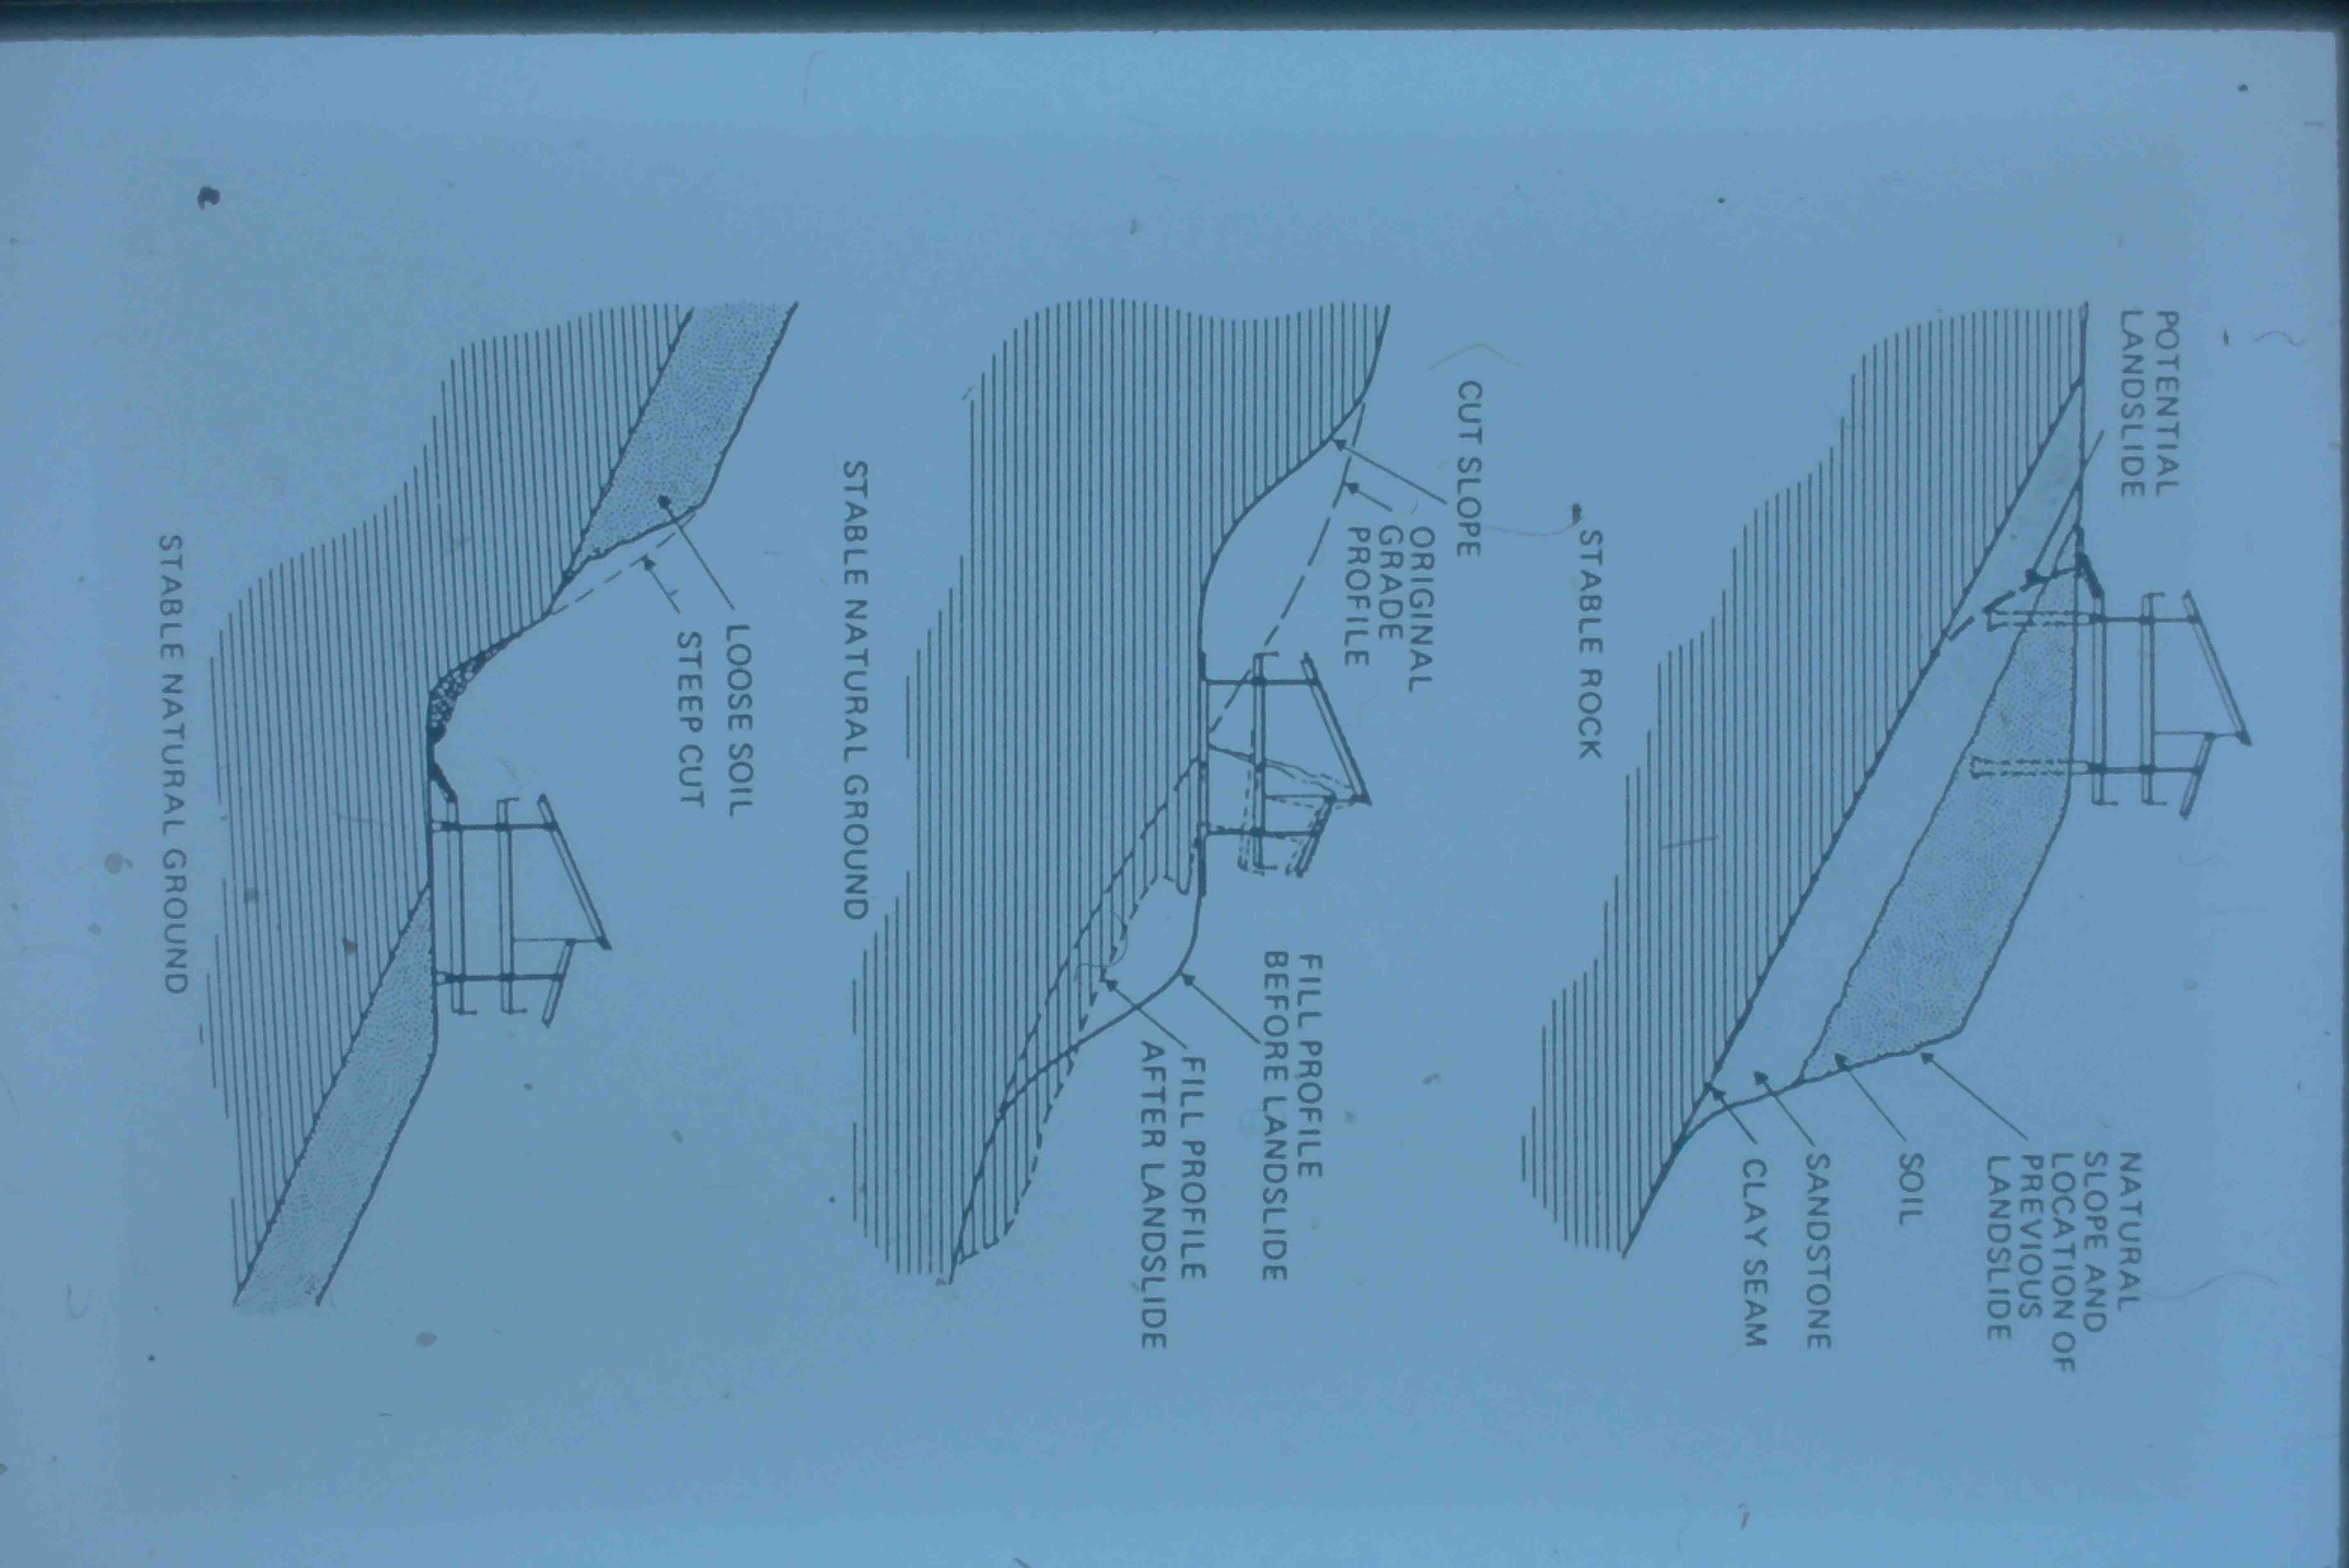 POTENTIAL
LANDSLIDE
NATURAL
SLOPE AND
LOCATION OF
PREVIOUS
LANDSLIDE
SOIL
SANDSTONE
CLAY SEAM
STABLE ROCK
CUT SLOPE
ORIGINAL
GRADE
PROFILE
FILL PROFILE
BEFORE LANDSLIDE
FILL PROFILE
AFTER LANDSLIDE
STABLE NATURAL GROUND
LOOSE SOIL
STEEP CUT
STABLE NATURAL GROUND